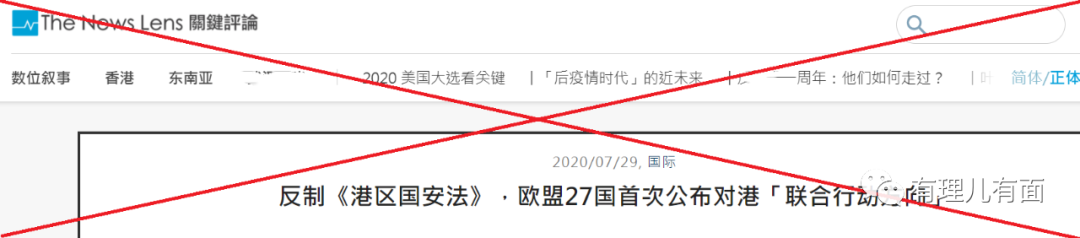 The News Lens 關鍵評論
数位叙事 香港 东南亚 2020 美国大选看关键 |「后疫情时代」的近未来 | 一周年：他们如何走过？ | 简体/正体
2020/07/29, 国际
反制《港区国安法》，欧盟27国首次公布对港「联合行动
有理儿有面